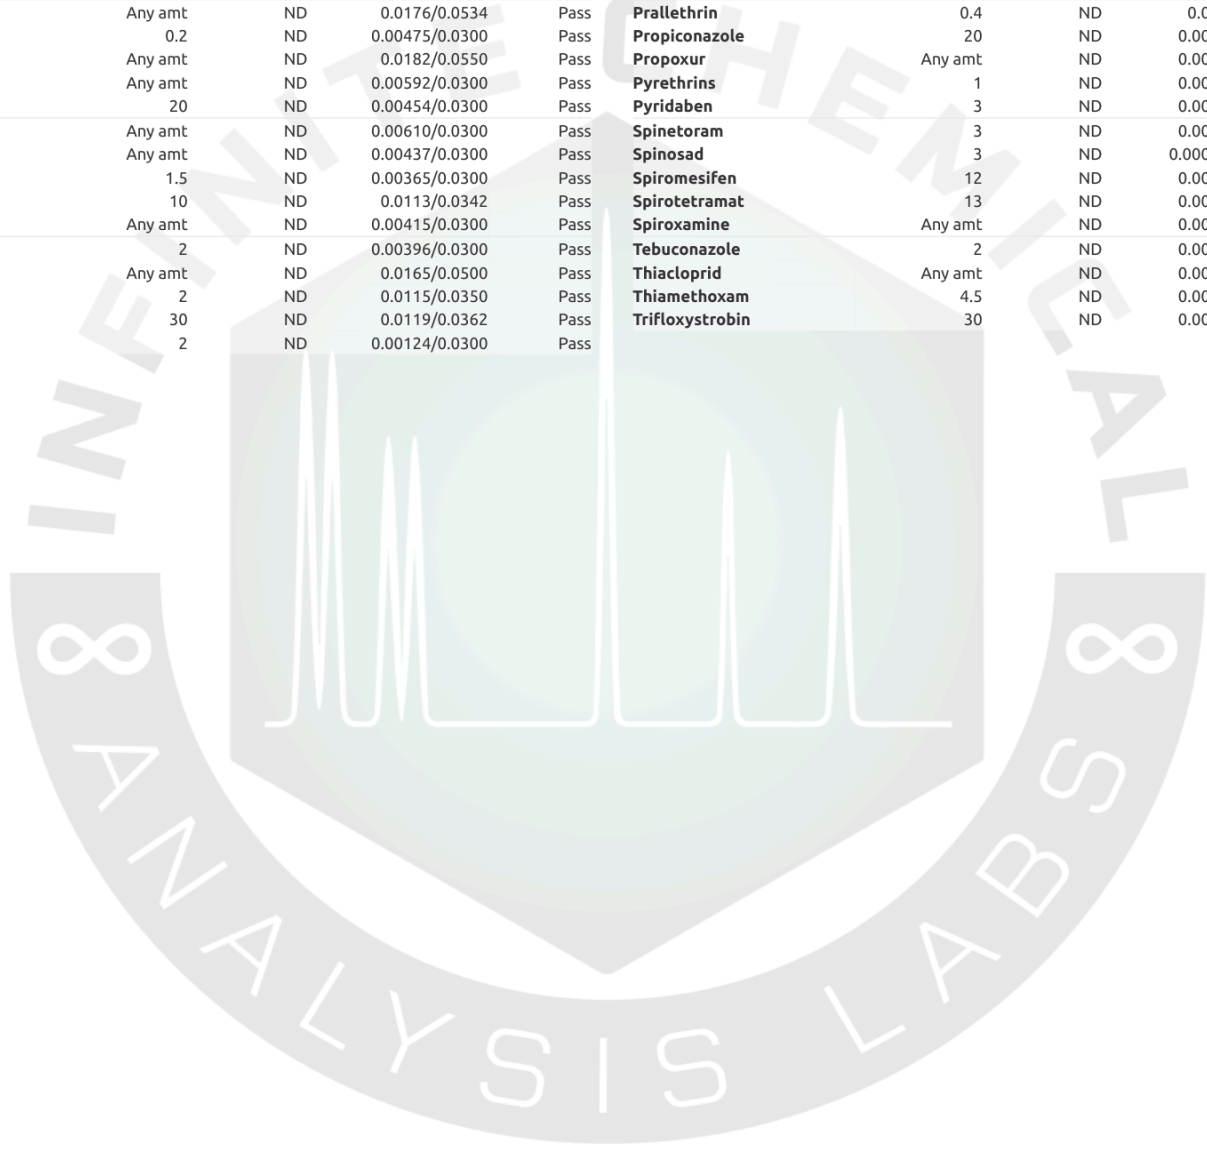 Any amt ND 0.0176/0.0534 Pass Prallethrin 0.4 ND
0.2 ND 0.00475/0.0300 Pass Propiconazole 20 ND
Any amt ND 0.0182/0.0550 Pass Propoxur Any amt ND
Any amt ND 0.00592/0.0300 Pass Pyrethrins 1 ND
20 ND 0.00454/0.0300 Pass Pyridaben 3 ND
Any amt ND 0.00610/0.0300 Pass Spinetoram 3 ND
Any amt ND 0.00437/0.0300 Pass Spinosad 3 ND
1.5 ND 0.00365/0.0300 Pass Spiromesifen 12 ND
10 ND 0.0113/0.0342 Pass Spirotetramat 13 ND
Any amt ND 0.00415/0.0300 Pass Spiroxamine Any amt ND
2 ND 0.00396/0.0300 Pass Tebuconazole 2 ND
Any amt ND 0.0165/0.0500 Pass Thiacloprid Any amt ND
2 ND 0.0115/0.0350 Pass Thiamethoxam 4.5 ND
30 ND 0.0119/0.0362 Pass Trifloxystrobin 30 ND
2 ND 0.00124/0.0300 Pass
INFINITE CHEMICAL
∞ ANALYSIS LABS ∞